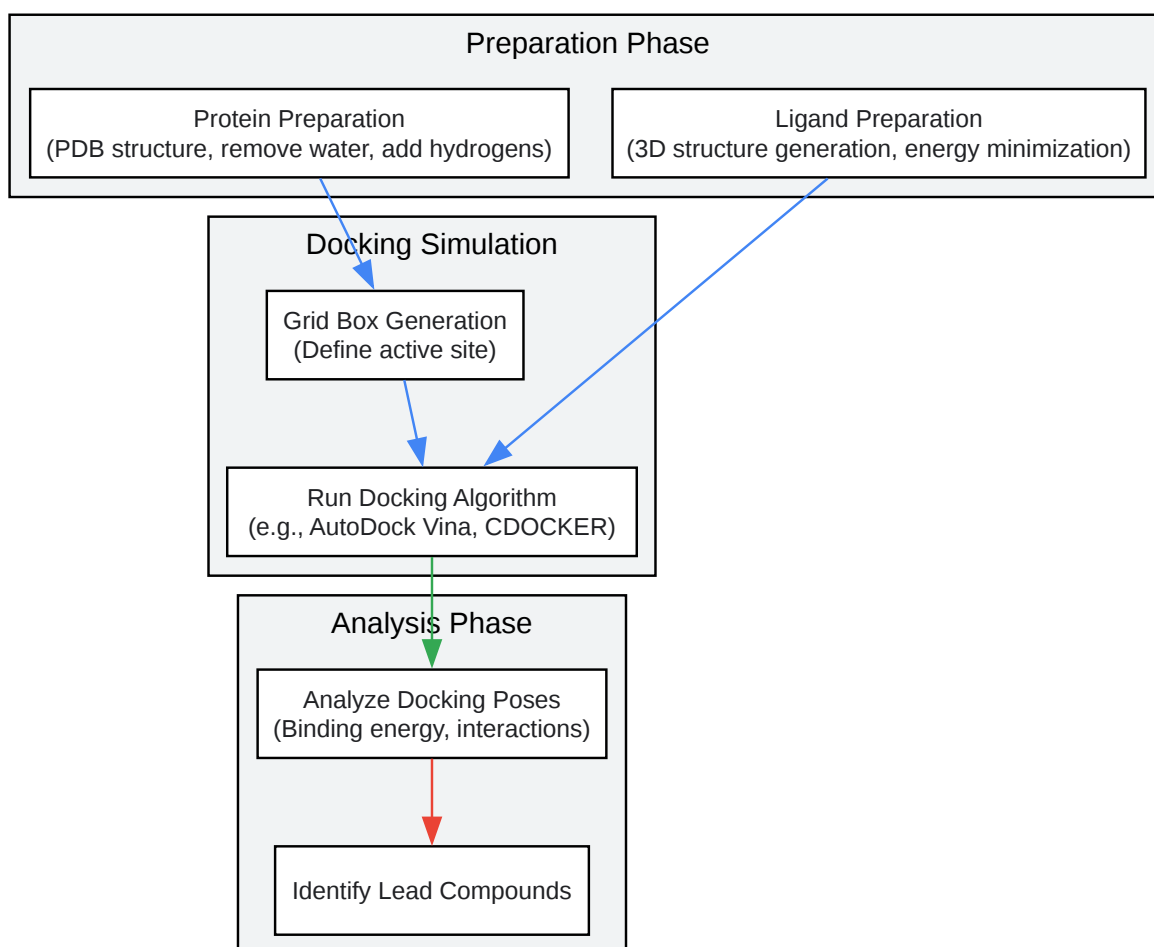 Preparation Phase
Protein Preparation
(PDB structure, remove water, add hydrogens)
Ligand Preparation
(3D structure generation, energy minimization)
Docking Simulation
Grid Box Generation
(Define active site)
Run Docking Algorithm
(e.g., AutoDock Vina, CDOCKER)
Analysis Phase
Analyze Docking Poses
(Binding energy, interactions)
Identify Lead Compounds